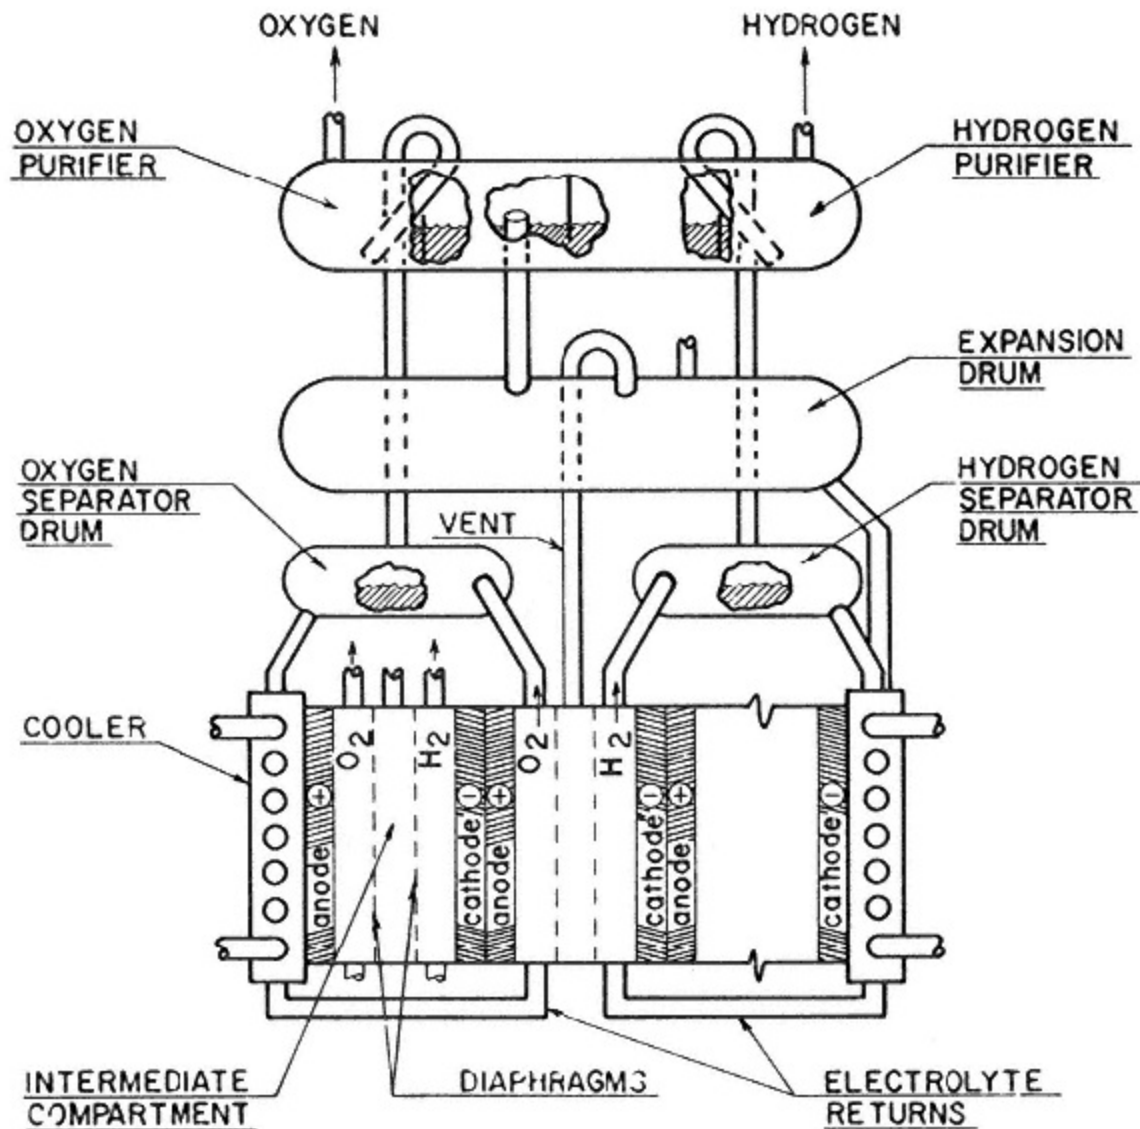 OXYGEN
HYDROGEN
OXYGEN
PURIFIER
HYDROGEN
PURIFIER
EXPANSION
DRUM
OXYGEN
SEPARATOR
DRUM
HYDROGEN
SEPARATOR
DRUM
VENT
COOLER
O2
H2
O2
H2
+
-
+
-
+
-
anode
cathode
anode
cathode
anode
cathode
INTERMEDIATE
COMPARTMENT
DIAPHRAGMS
ELECTROLYTE
RETURNS